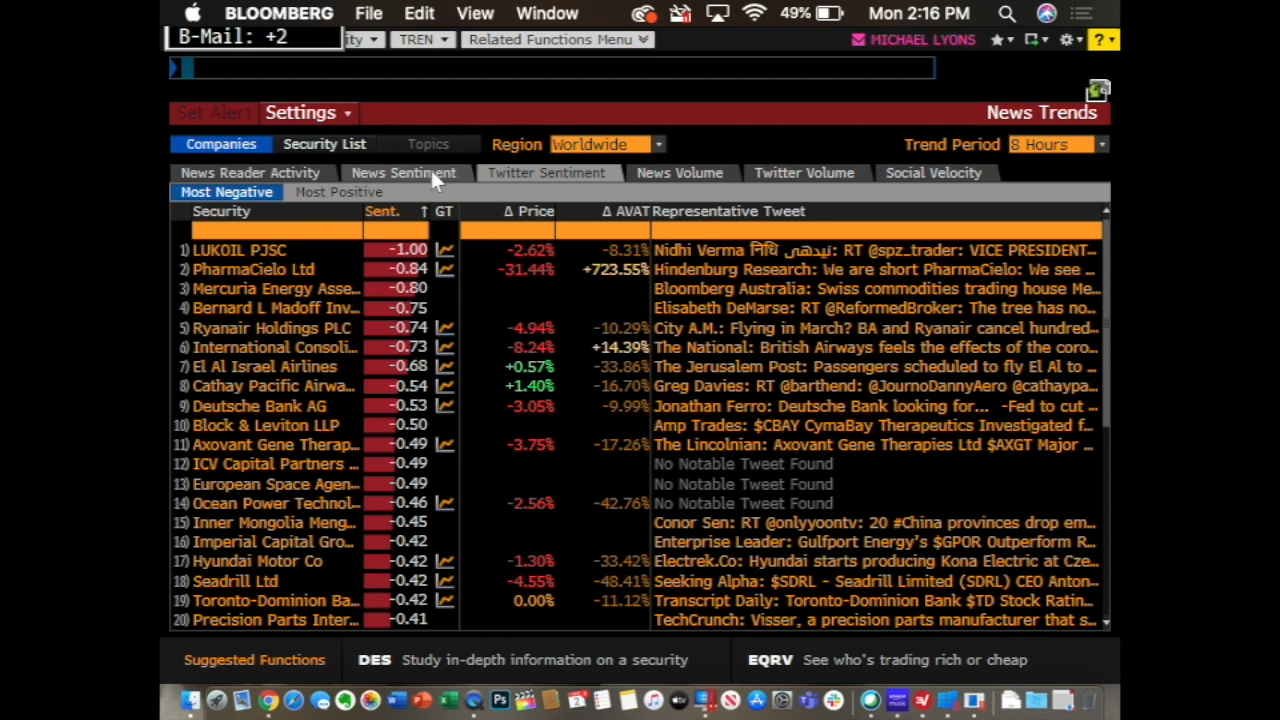 BLOOMBERG File Edit View Window 49% Mon 2:16 PM
B-Mail: +2 ity TREN Related Functions Menu MICHAEL LYONS ?
Set Alert Settings News Trends
Companies Security List Topics Region Worldwide Trend Period 8 Hours
News Reader Activity News Sentiment Twitter Sentiment News Volume Twitter Volume Social Velocity
Most Negative Most Positive
Security Sent. ↑ GT Δ Price Δ AVAT Representative Tweet
1) LUKOIL PJSC -1.00 -2.62% -8.31% Nidhi Verma निधि نیدھی: RT @spz_trader: VICE PRESIDENT...
2) PharmaCielo Ltd -0.84 -31.44% +723.55% Hindenburg Research: We are short PharmaCielo: We see ...
3) Mercuria Energy Asse... -0.80 Bloomberg Australia: Swiss commodities trading house Me...
4) Bernard L Madoff Inv... -0.75 Elisabeth DeMarse: RT @ReformedBroker: The tree has no...
5) Ryanair Holdings PLC -0.74 -4.94% -10.29% City A.M.: Flying in March? BA and Ryanair cancel hundred...
6) International Consoli... -0.73 -8.24% +14.39% The National: British Airways feels the effects of the coro...
7) El Al Israel Airlines -0.68 +0.57% -33.86% The Jerusalem Post: Passengers scheduled to fly El Al to ...
8) Cathay Pacific Airwa... -0.54 +1.40% -16.70% Greg Davies: RT @barthend: @JournoDannyAero @cathaypa...
9) Deutsche Bank AG -0.53 -3.05% -9.99% Jonathan Ferro: Deutsche Bank looking for... -Fed to cut ...
10) Block & Leviton LLP -0.50 Amp Trades: $CBAY CymaBay Therapeutics Investigated f...
11) Axovant Gene Therap... -0.49 -3.75% -17.26% The Lincolnian: Axovant Gene Therapies Ltd $AXGT Major ...
12) ICV Capital Partners ... -0.49 No Notable Tweet Found
13) European Space Agen... -0.49 No Notable Tweet Found
14) Ocean Power Technol... -0.46 -2.56% -42.76% No Notable Tweet Found
15) Inner Mongolia Meng... -0.45 Conor Sen: RT @onlyyoontv: 20 #China provinces drop em...
16) Imperial Capital Gro... -0.42 Enterprise Leader: Gulfport Energy's $GPOR Outperform R...
17) Hyundai Motor Co -0.42 -1.30% -33.42% Electrek.Co: Hyundai starts producing Kona Electric at Cze...
18) Seadrill Ltd -0.42 -4.55% -48.41% Seeking Alpha: $SDRL - Seadrill Limited (SDRL) CEO Anton...
19) Toronto-Dominion Ba... -0.42 0.00% -11.12% Transcript Daily: Toronto-Dominion Bank $TD Stock Ratin...
20) Precision Parts Inter... -0.41 TechCrunch: Visser, a precision parts manufacturer that s...
Suggested Functions DES Study in-depth information on a security EQRV See who's trading rich or cheap